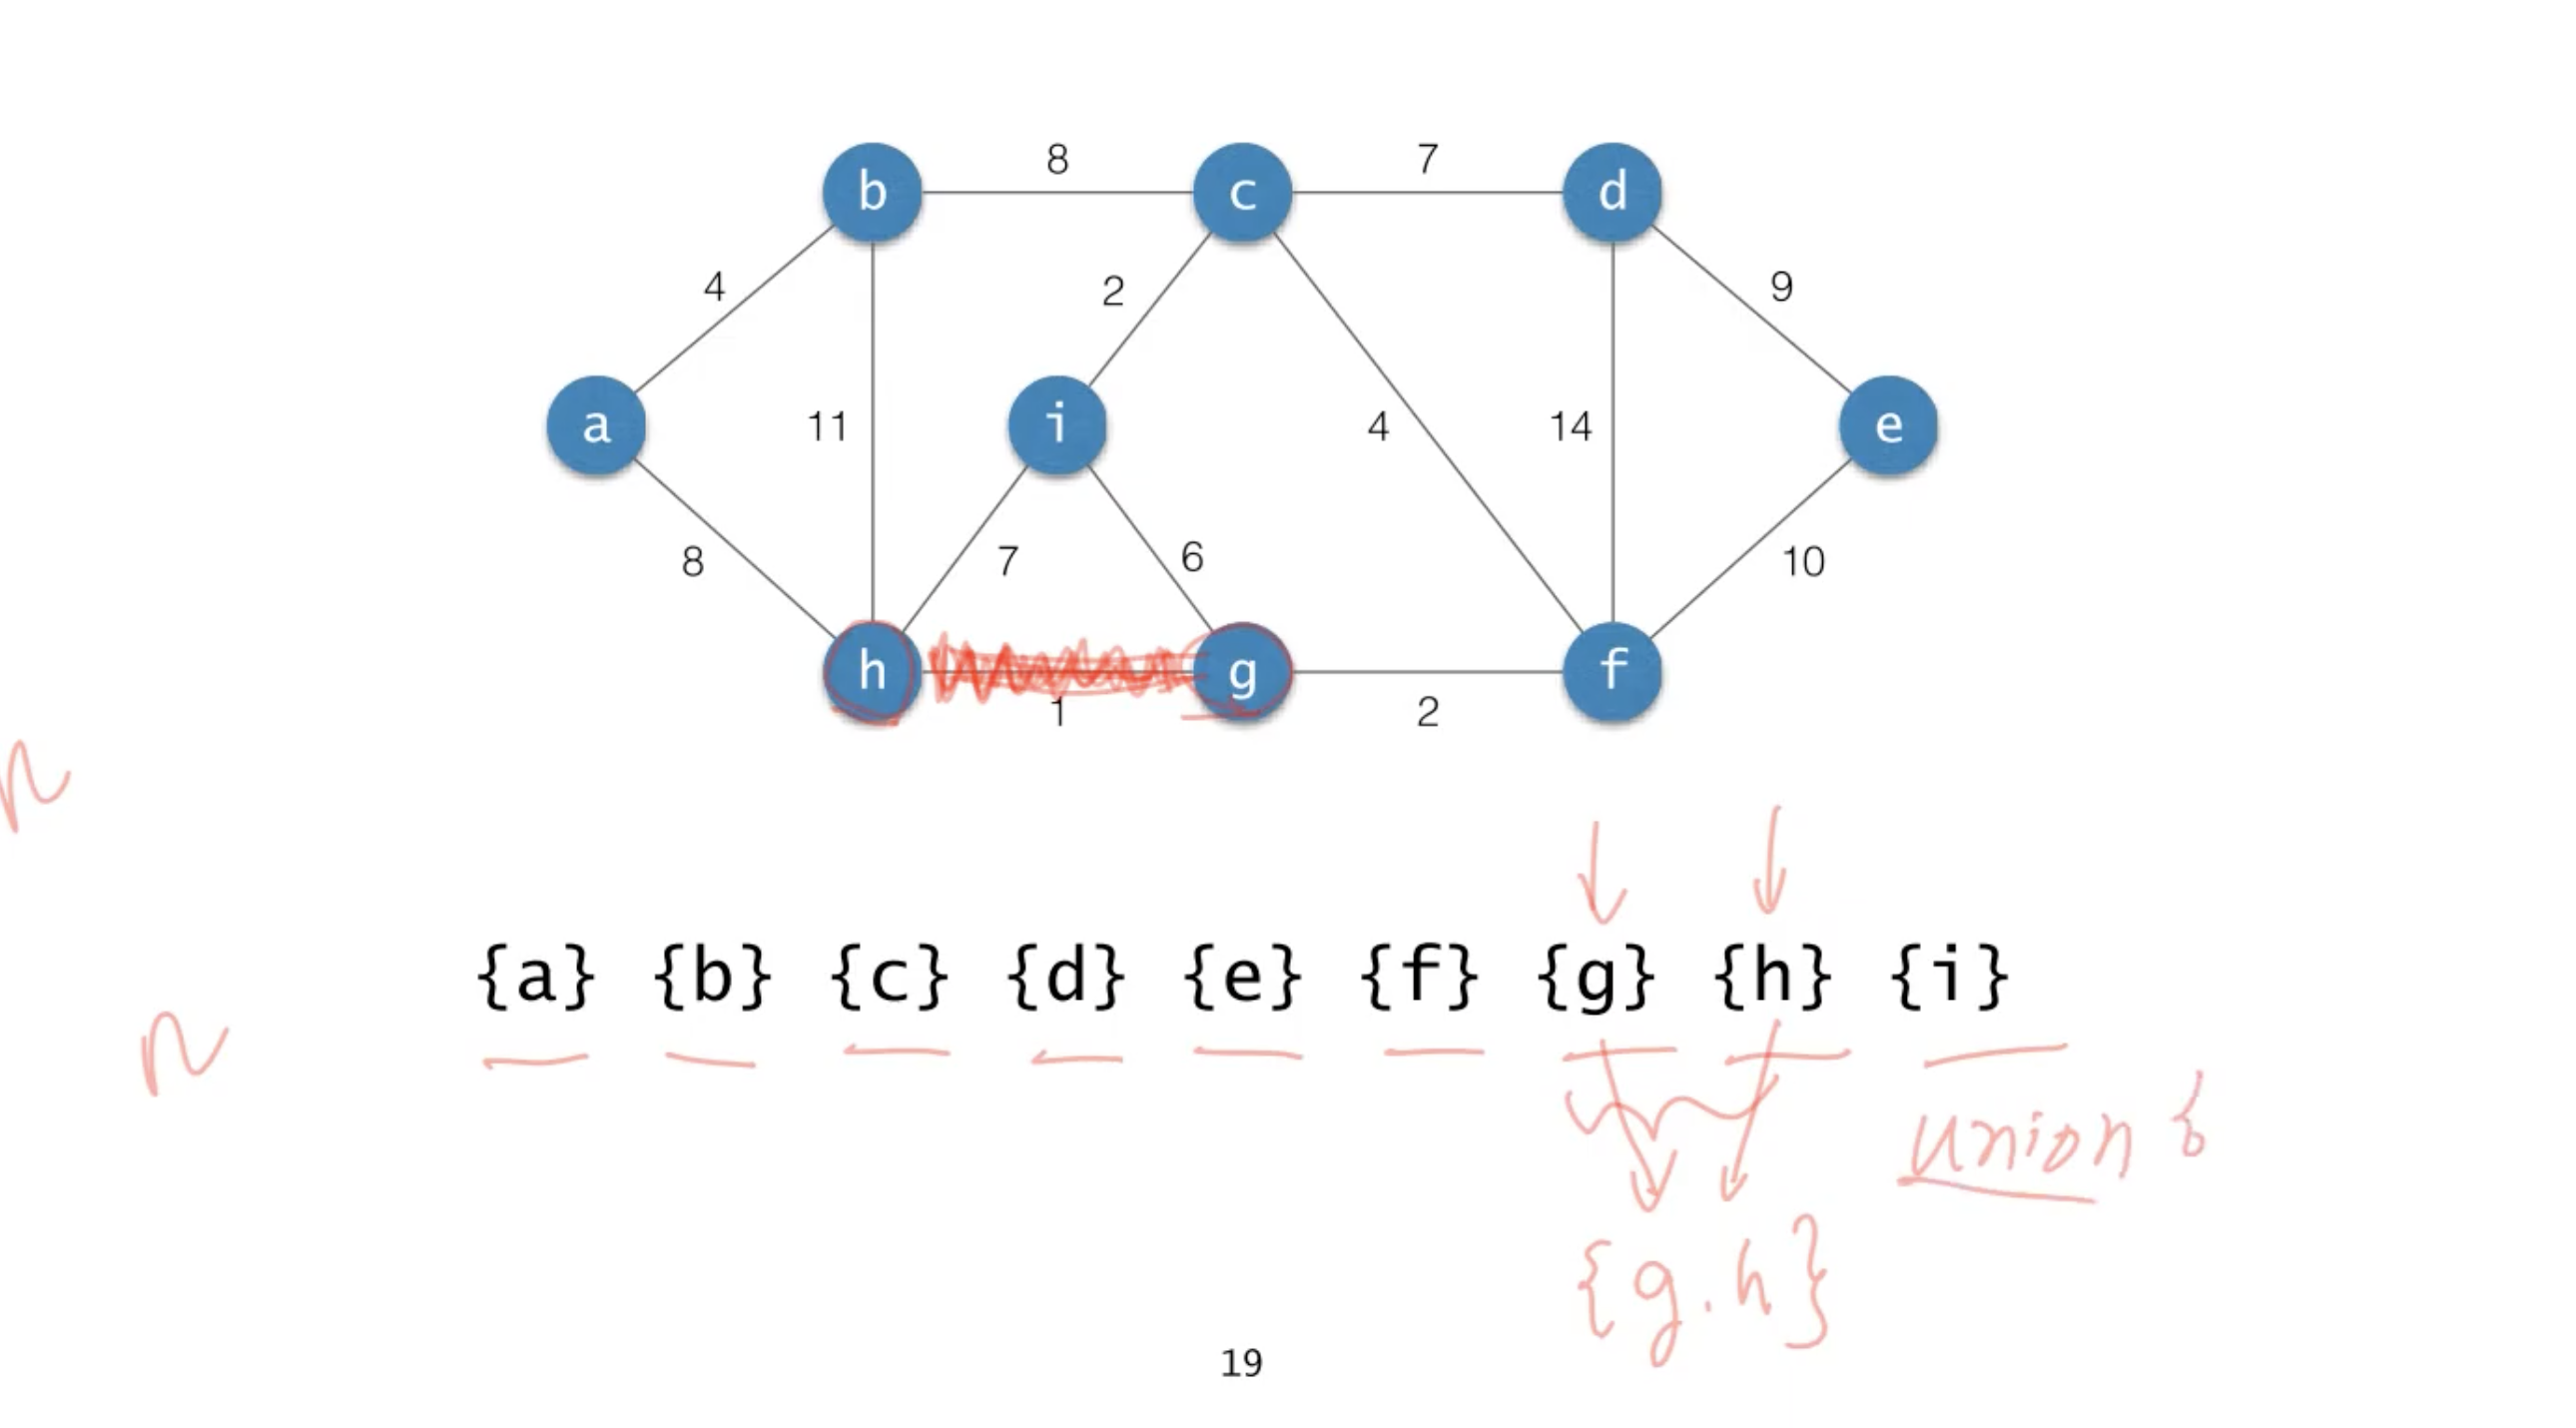 8 7
b c d
4 2 9
a 11 i 4 14 e
8 7 6 10
h g f
1 2
n
{a} {b} {c} {d} {e} {f} {g} {h} {i}
n
union
{g.h}
19